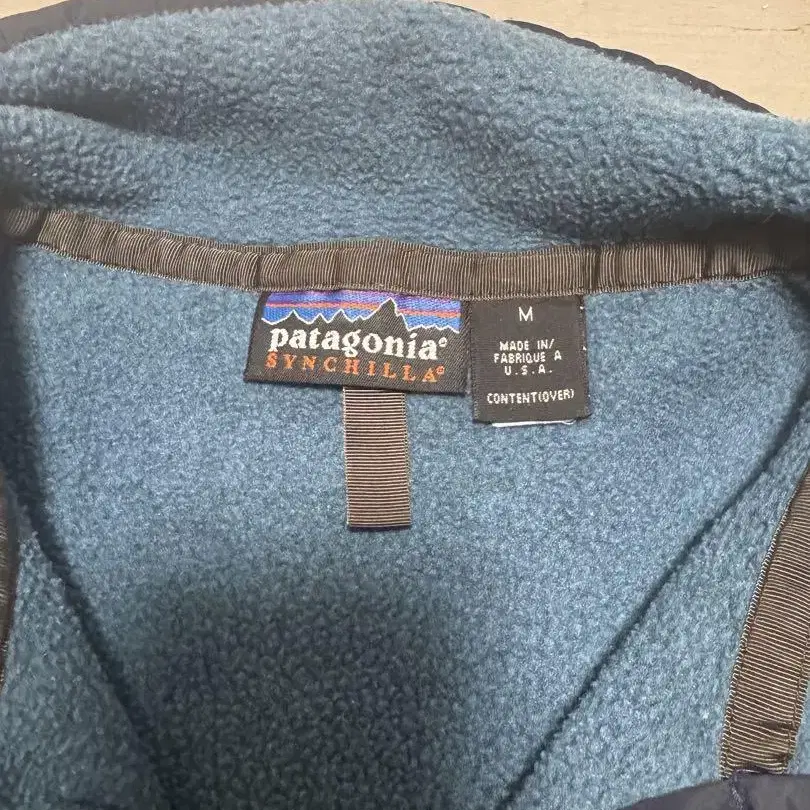 patagonia®
SYNCHILLA®
M
MADE IN/
FABRIQUE A
U.S.A.
CONTENT(OVER)